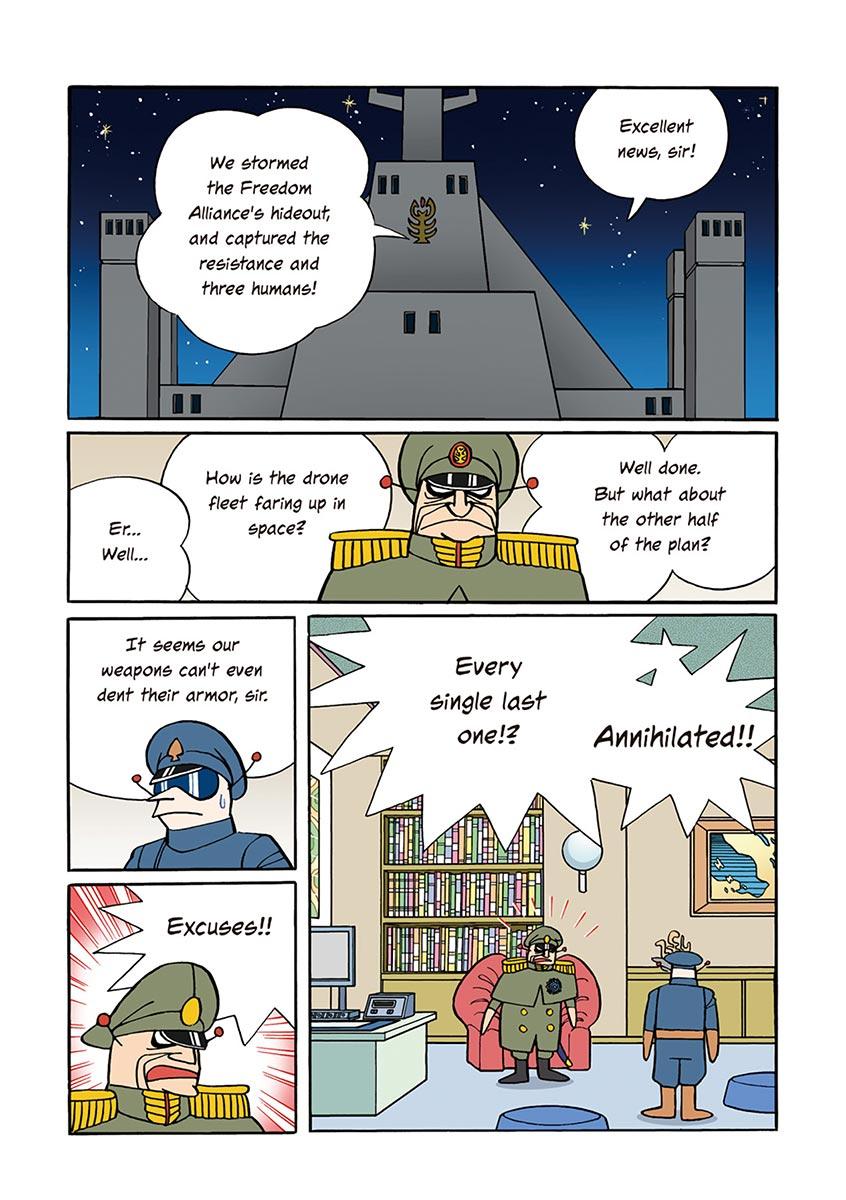 Excellent
news, sir!
We stormed
the Freedom
Alliance's hideout,
and captured the
resistance and
three humans!
Well done.
But what about
the other half
of the plan?
How is the drone
fleet faring up in
space?
Er...
Well...
Annihilated!!
Every
single last
one!?
It seems our
weapons can't even
dent their armor, sir.
Excuses!!